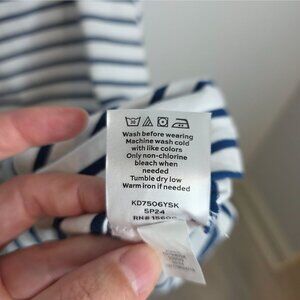 Wash before wearing
Machine wash cold
with like colors
Only non-chlorine
bleach when
needed
Tumble dry low
Warm iron if needed
KD7506YSK
SP24
RN#